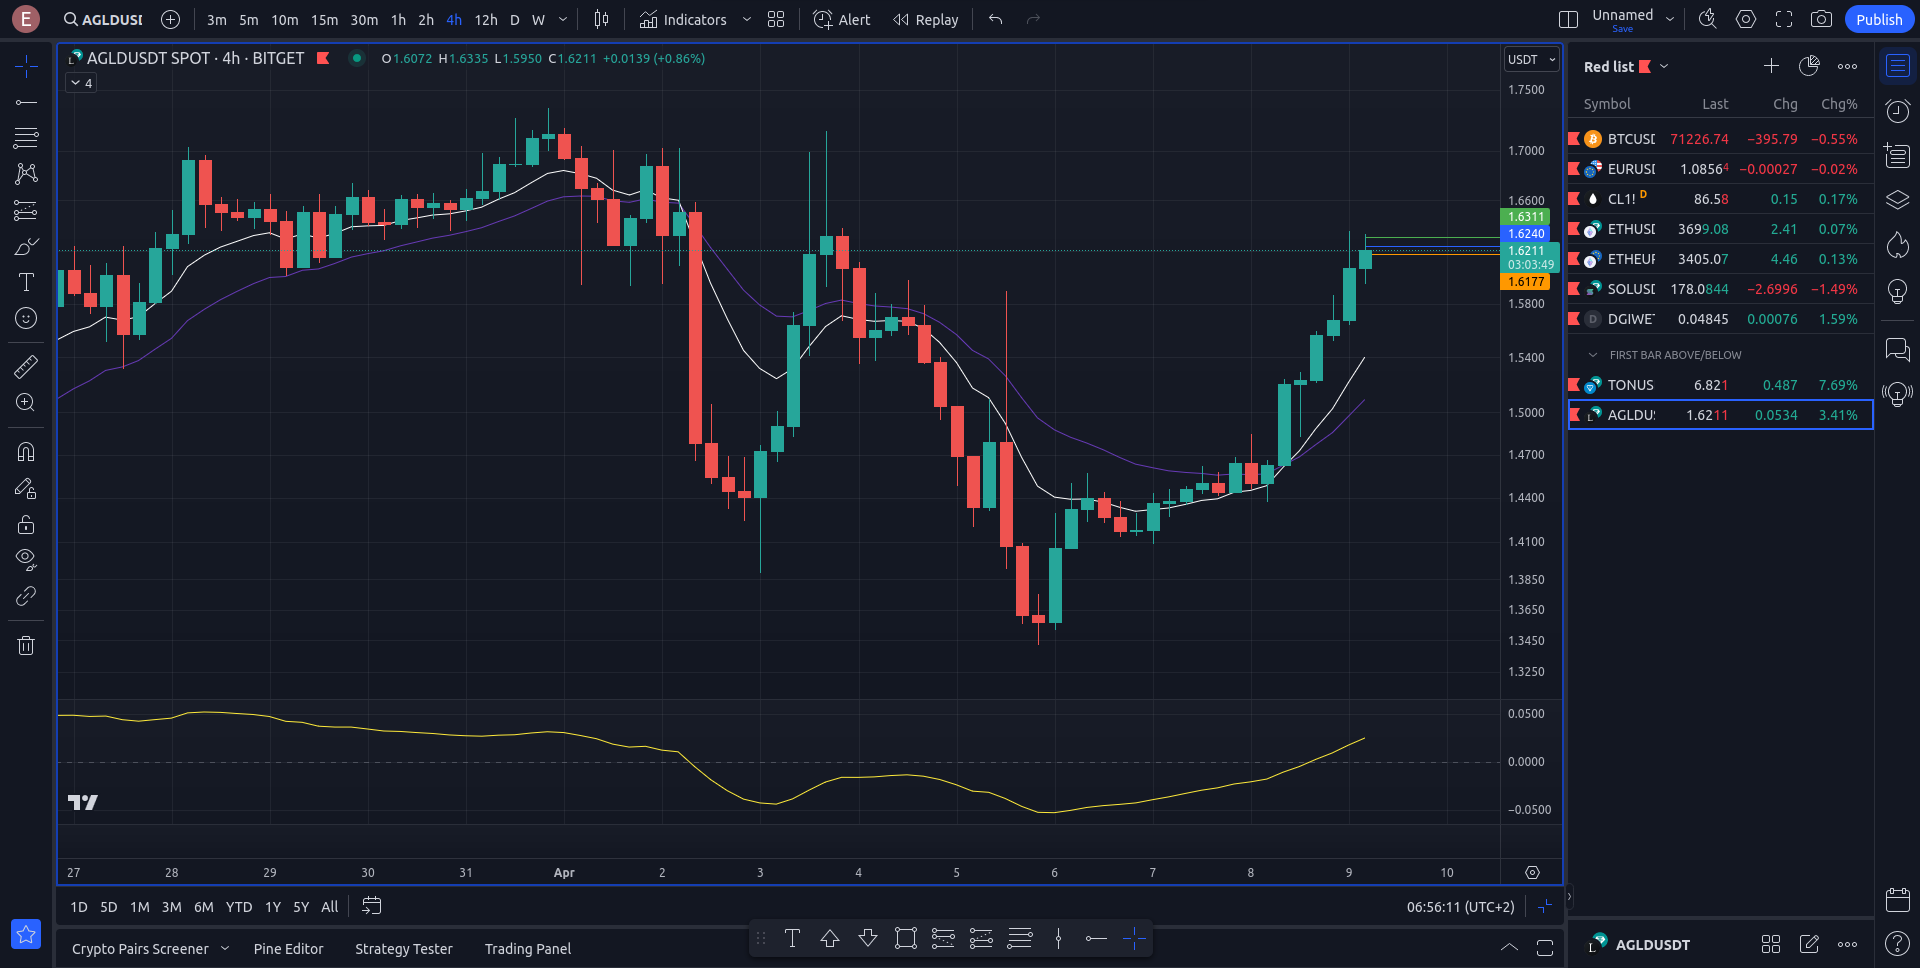 E
AGLDUSI
3m 5m 10m 15m 30m 1h 2h 4h 12h D W
Indicators
Alert
Replay
Unnamed
Save
Publish
AGLDUSDT SPOT · 4h · BITGET
O1.6072 H1.6335 L1.5950 C1.6211 +0.0139 (+0.86%)
4
USDT
1.7500
1.7000
1.6600
1.6311
1.6240
1.6211
03:03:49
1.6177
1.5800
1.5400
1.5000
1.4700
1.4400
1.4100
1.3850
1.3650
1.3450
1.3250
0.0500
0.0000
−0.0500
27 28 29 30 31 Apr 2 3 4 5 6 7 8 9 10
1D 5D 1M 3M 6M YTD 1Y 5Y All
06:56:11 (UTC+2)
Crypto Pairs Screener Pine Editor Strategy Tester Trading Panel
T
Red list
Symbol Last Chg Chg%
BTCUSD 71226.74 −395.79 −0.55%
EURUSD 1.08564 −0.00027 −0.02%
CL1! D 86.58 0.15 0.17%
ETHUSD 3699.08 2.41 0.07%
ETHEUR 3405.07 4.46 0.13%
SOLUSD 178.0844 −2.6996 −1.49%
D DGIWE 0.04845 0.00076 1.59%
FIRST BAR ABOVE/BELOW
TONUS 6.821 0.487 7.69%
L AGLDUS 1.6211 0.0534 3.41%
L AGLDUSDT